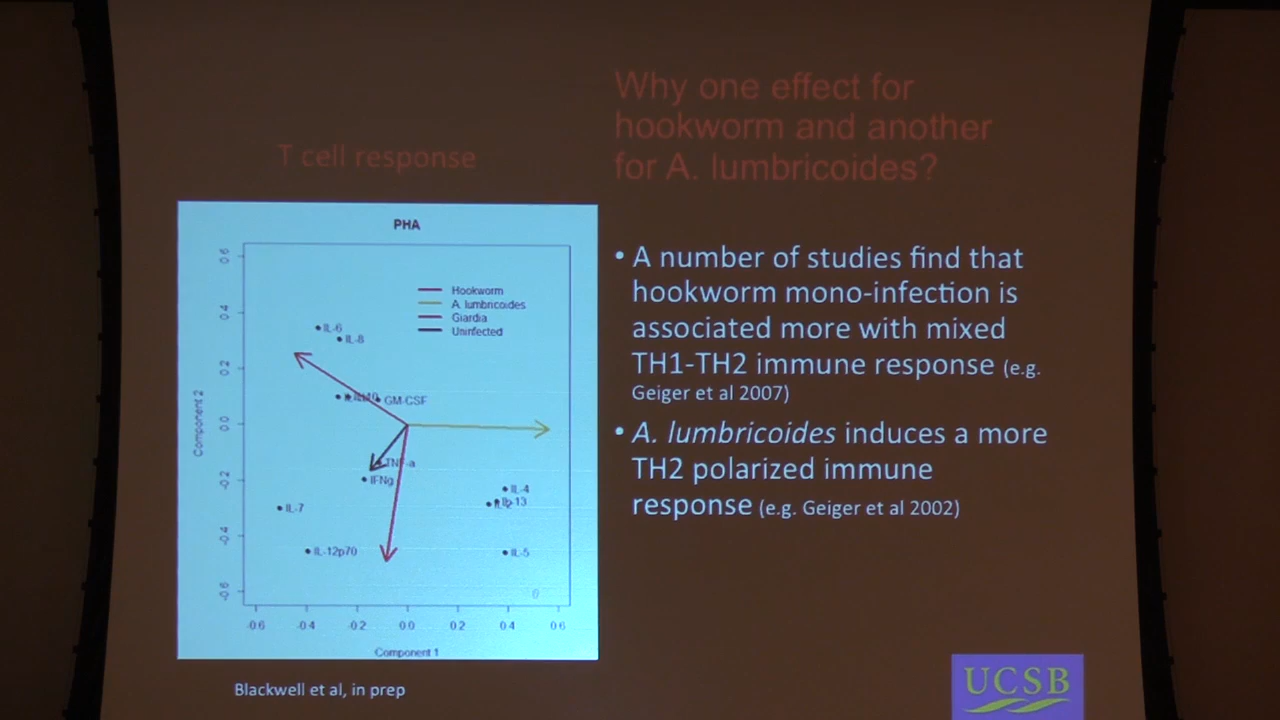 Why one effect for
hookworm and another
for A. lumbricoides?
T cell response
PHA
Hookworm
A. lumbricoides
Giardia
Uninfected
IL-6
IL-8
GM-CSF
TNF-a
IFNg
IL-4
IL-13
IL-7
IL-12p70
IL-5
Component 2
0.6
0.4
0.2
0.0
-0.2
-0.4
-0.6
-0.6 -0.4 -0.2 0.0 0.2 0.4 0.6
Component 1
Blackwell et al, in prep
• A number of studies find that
hookworm mono-infection is
associated more with mixed
TH1-TH2 immune response (e.g.
Geiger et al 2007)
• A. lumbricoides induces a more
TH2 polarized immune
response (e.g. Geiger et al 2002)
UCSB